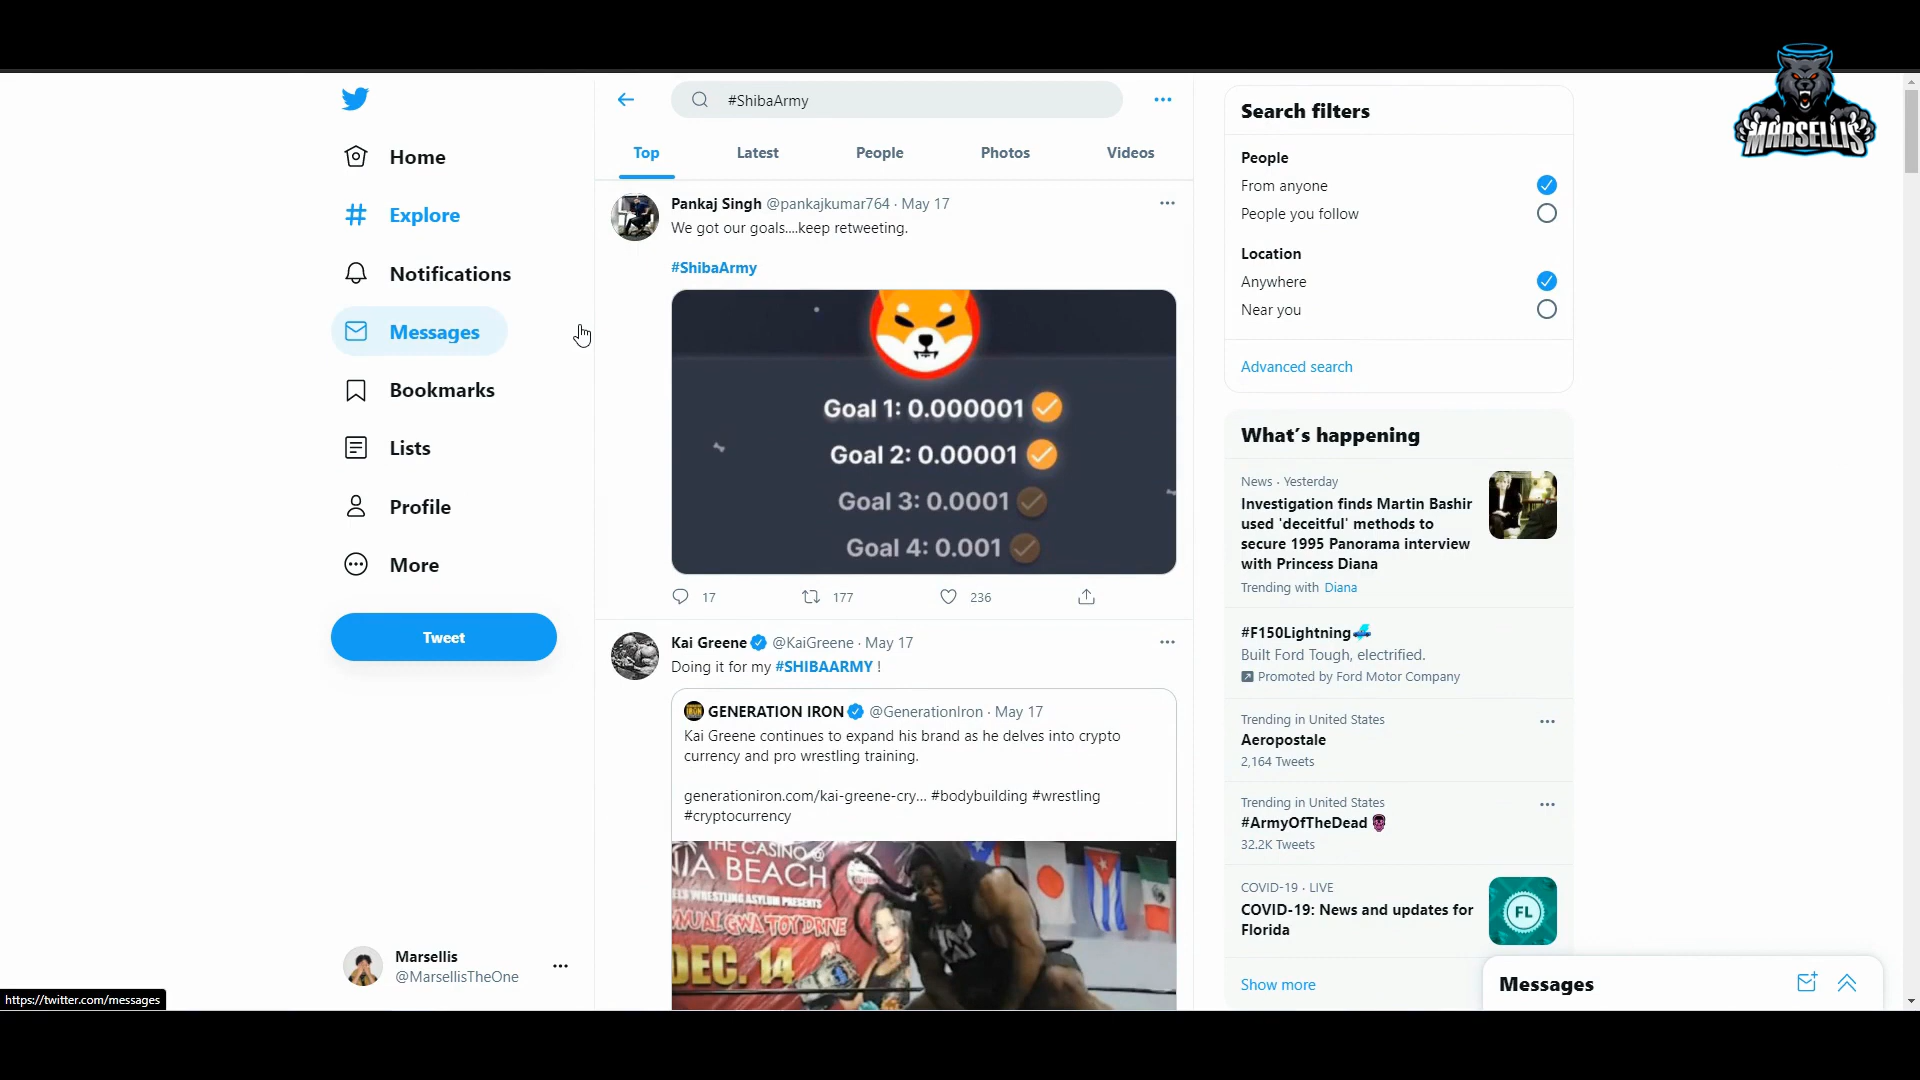 MARSELLIS
Home
Explore
Notifications
Messages
Bookmarks
Lists
Profile
More
Tweet
Marsellis
@MarsellisTheOne
https://twitter.com/messages
#ShibaArmy
Top Latest People Photos Videos
Pankaj Singh @pankajkumar764 · May 17
We got our goals....keep retweeting.
#ShibaArmy
Goal 1: 0.000001
Goal 2: 0.00001
Goal 3: 0.0001
Goal 4: 0.001
17 177 236
Kai Greene @KaiGreene · May 17
Doing it for my #SHIBAARMY !
GENERATION IRON @GenerationIron · May 17
Kai Greene continues to expand his brand as he delves into crypto
currency and pro wrestling training.
generationiron.com/kai-greene-cry... #bodybuilding #wrestling
#cryptocurrency
THE CASINO @
NIA BEACH
ELS WRESTLING ASYLUM PRESENTS
NNUAL GWA TOY DRIVE
DEC. 14
Search filters
People
From anyone
People you follow
Location
Anywhere
Near you
Advanced search
What's happening
News · Yesterday
Investigation finds Martin Bashir
used 'deceitful' methods to
secure 1995 Panorama interview
with Princess Diana
Trending with Diana
#F150Lightning
Built Ford Tough, electrified.
Promoted by Ford Motor Company
Trending in United States
Aeropostale
2,164 Tweets
Trending in United States
#ArmyOfTheDead
32.2K Tweets
COVID-19 · LIVE
COVID-19: News and updates for
Florida
FL
Show more
Messages